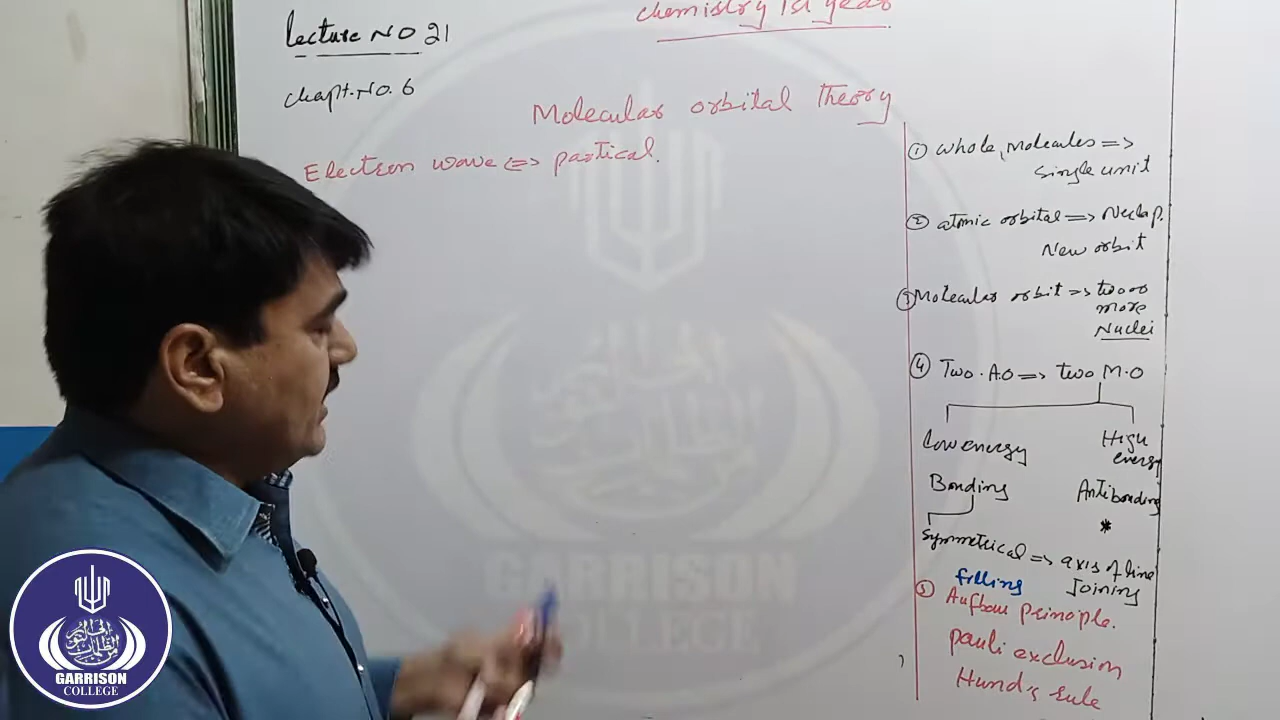 chemistry 1st year
Lecture NO 21
Chapt. No. 6
Molecular orbital Theory
Electron wave <=> partical.
① whole, Molecules =>
Single unit
② atomic orbital =>
New orbit
③ Molecular orbit => two or
more
Nuclei
④ Two. A.O => two M.O
Low energy
High
energy
Bonding
Antibonding
*
Symmetrical => axis of line
Joining
filling
⑤ Aufbau principle.
pauli exclusion
Hund's rule
GARRISON
COLLEGE
GARRISON
COLLEGE